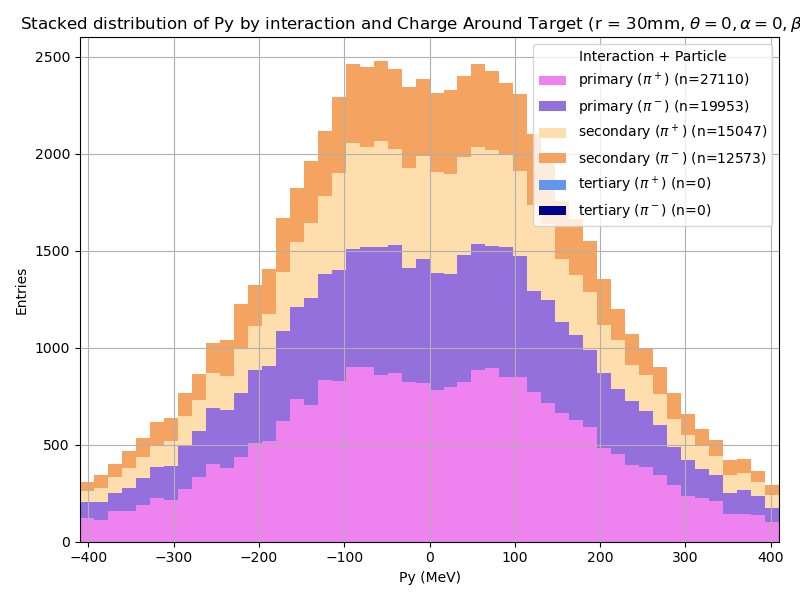 Stacked distribution of Py by interaction and Charge Around Target (r = 30mm, θ = 0, α = 0, β
2500
2000
1500
1000
500
0
Entries
Interaction + Particle
primary (π⁺) (n=27110)
primary (π⁻) (n=19953)
secondary (π⁺) (n=15047)
secondary (π⁻) (n=12573)
tertiary (π⁺) (n=0)
tertiary (π⁻) (n=0)
−400 −300 −200 −100 0 100 200 300 400
Py (MeV)